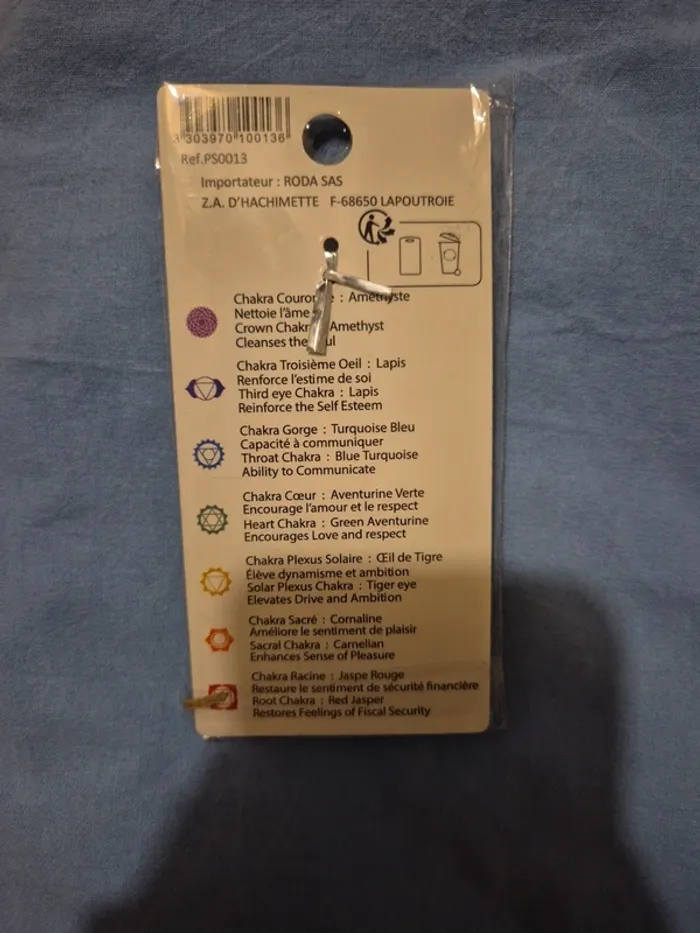 3 303970 100136
Ref.PS0013
Importateur : RODA SAS
Z.A. D'HACHIMETTE F-68650 LAPOUTROIE
Chakra : Améthyste
Nettoie l'âme
Crown Chakra Amethyst
Cleanses the
Chakra Troisième Oeil : Lapis
Renforce l'estime de soi
Third eye Chakra : Lapis
Reinforce the Self Esteem
Chakra Gorge : Turquoise Bleu
Capacité à communiquer
Throat Chakra : Blue Turquoise
Ability to Communicate
Chakra Cœur : Aventurine Verte
Encourage l'amour et le respect
Heart Chakra : Green Aventurine
Encourages Love and respect
Chakra Plexus Solaire : Œil de Tigre
Élève dynamisme et ambition
Solar Plexus Chakra : Tiger eye
Elevates Drive and Ambition
Chakra Sacré : Cornaline
Améliore le sentiment de plaisir
Sacral Chakra : Carnelian
Enhances Sense of Pleasure
Chakra Racine : Jaspe Rouge
Restaure le sentiment de sécurité financière
Root Chakra : Red Jasper
Restores Feelings of Fiscal Security